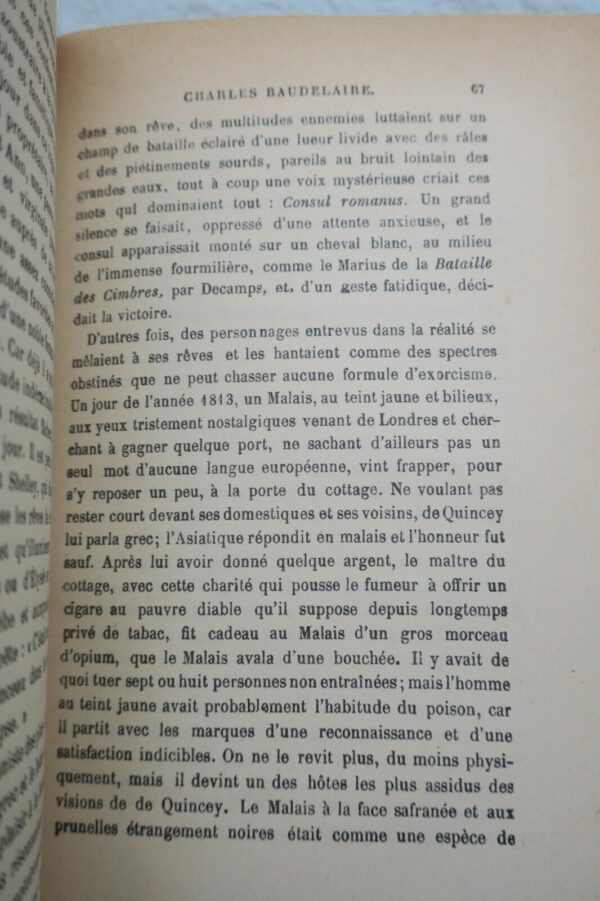 CHARLES BAUDELAIRE. 67
dans son rêve, des multitudes ennemies luttaient sur un
champ de bataille éclairé d'une lueur livide avec des râles
et des piétinements sourds, pareils au bruit lointain des
grandes eaux, tout à coup une voix mystérieuse criait ces
mots qui dominaient tout : Consul romanus. Un grand
silence se faisait, oppressé d'une attente anxieuse, et le
consul apparaissait monté sur un cheval blanc, au milieu
de l'immense fourmilière, comme le Marius de la Bataille
des Cimbres, par Decamps, et. d'un geste fatidique, déci-
dait la victoire.
D'autres fois, des personnages entrevus dans la réalité se
mêlaient à ses rêves et les hantaient comme des spectres
obstinés que ne peut chasser aucune formule d'exorcisme.
Un jour de l'année 1813, un Malais, au teint jaune et bilieux,
aux yeux tristement nostalgiques venant de Londres et cher-
chant à gagner quelque port, ne sachant d'ailleurs pas un
seul mot d'aucune langue européenne, vint frapper, pour
s'y reposer un peu, à la porte du cottage. Ne voulant pas
rester court devant ses domestiques et ses voisins, de Quincey
lui parla grec; l'Asiatique répondit en malais et l'honneur fut
sauf. Après lui avoir donné quelque argent, le maître du
cottage, avec cette charité qui pousse le fumeur à offrir un
cigare au pauvre diable qu'il suppose depuis longtemps
privé de tabac, fit cadeau au Malais d'un gros morceau
d'opium, que le Malais avala d'une bouchée. Il y avait de
quoi tuer sept ou huit personnes non entraînées; mais l'homme
au teint jaune avait probablement l'habitude du poison, car
il partit avec les marques d'une reconnaissance et d'une
satisfaction indicibles. On ne le revit plus, du moins physi-
quement, mais il devint un des hôtes les plus assidus des
visions de de Quincey. Le Malais à la face safranée et aux
prunelles étrangement noires était comme une espèce de